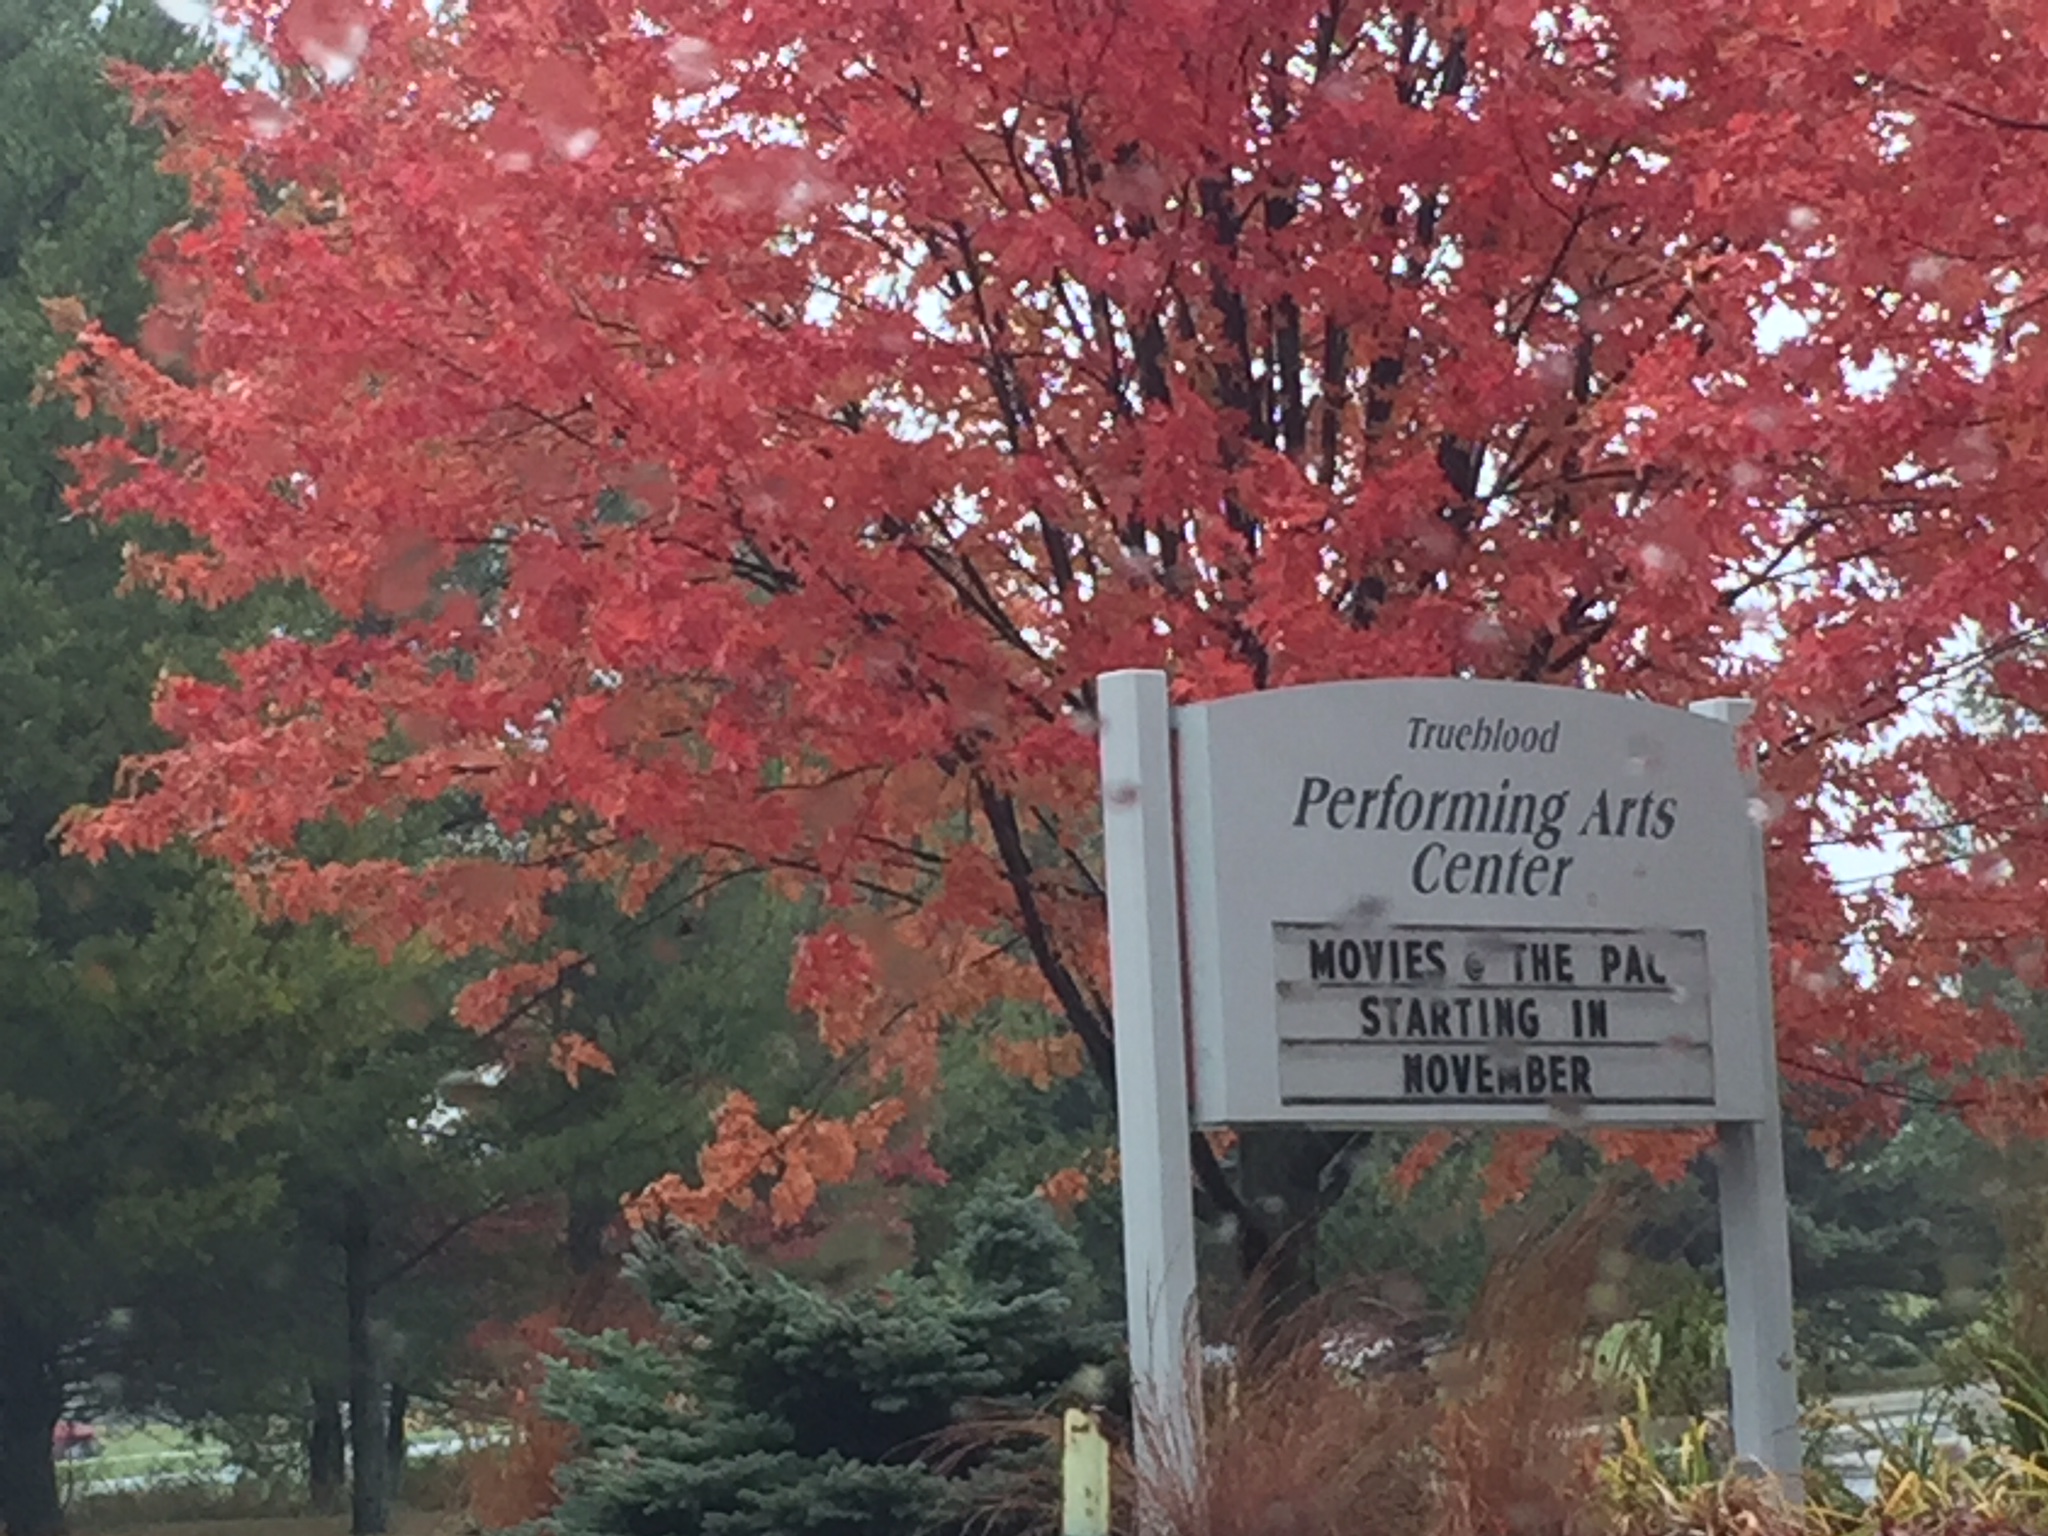 Trueblood
Performing Arts
Center
MOVIES @ THE PAC
STARTING IN
NOVEMBER